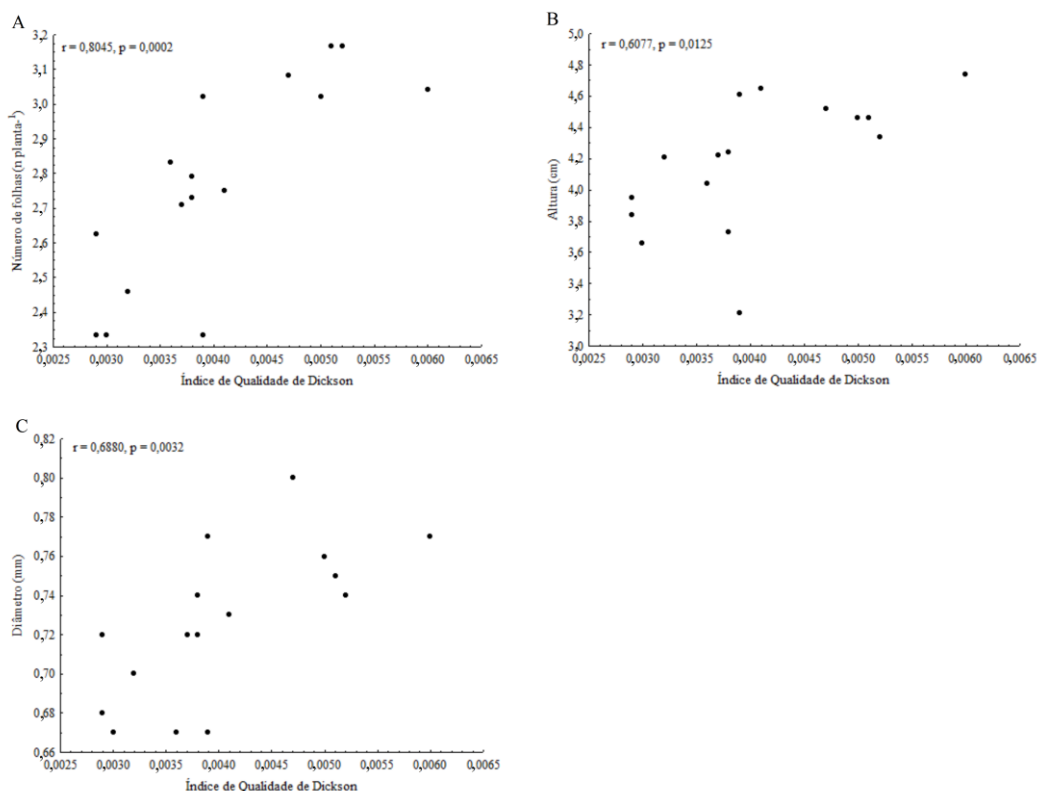 A
r = 0,8045, p = 0,0002
Número de folhas (n planta-¹)
3,2
3,1
3,0
2,9
2,8
2,7
2,6
2,5
2,4
2,3
0,0025 0,0030 0,0035 0,0040 0,0045 0,0050 0,0055 0,0060 0,0065
Índice de Qualidade de Dickson
B
r = 0,6077, p = 0,0125
Altura (cm)
5,0
4,8
4,6
4,4
4,2
4,0
3,8
3,6
3,4
3,2
3,0
0,0025 0,0030 0,0035 0,0040 0,0045 0,0050 0,0055 0,0060 0,0065
Índice de Qualidade de Dickson
C
r = 0,6880, p = 0,0032
Diâmetro (mm)
0,82
0,80
0,78
0,76
0,74
0,72
0,70
0,68
0,66
0,0025 0,0030 0,0035 0,0040 0,0045 0,0050 0,0055 0,0060 0,0065
Índice de Qualidade de Dickson